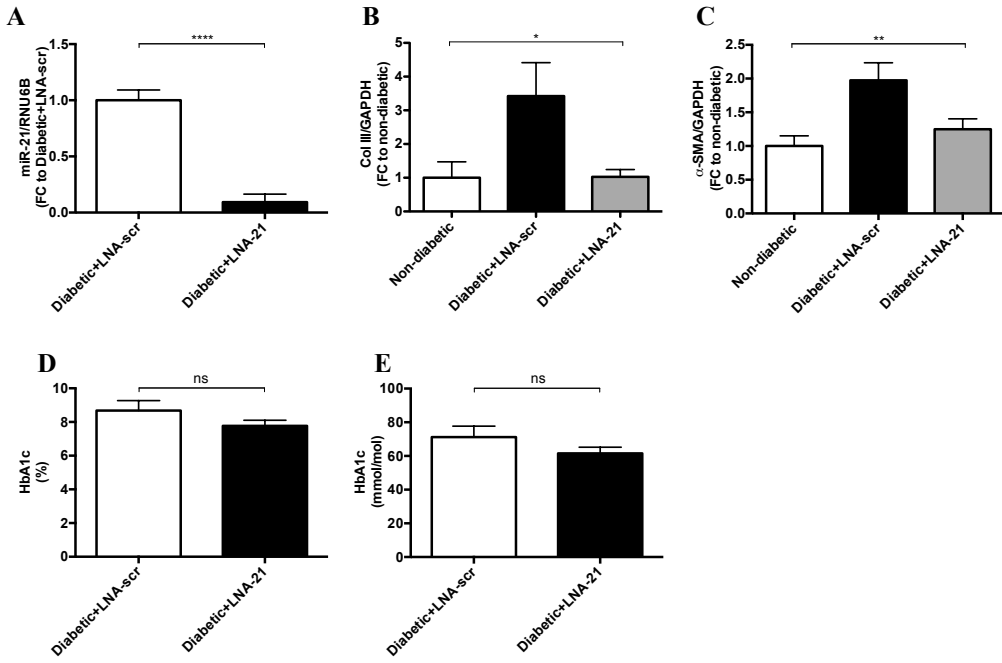 A
miR-21/RNU6B
(FC to Diabetic+LNA-scr)
1.5
1.0
0.5
0.0
****
Diabetic+LNA-scr
Diabetic+LNA-21
B
Col III/GAPDH
(FC to non-diabetic)
5
4
3
2
1
0
*
Non-diabetic
Diabetic+LNA-scr
Diabetic+LNA-21
C
α-SMA/GAPDH
(FC to non-diabetic)
2.5
2.0
1.5
1.0
0.5
0.0
**
Non-diabetic
Diabetic+LNA-scr
Diabetic+LNA-21
D
HbA1c
(%)
10
8
6
4
2
0
ns
Diabetic+LNA-scr
Diabetic+LNA-21
E
HbA1c
(mmol/mol)
100
80
60
40
20
0
ns
Diabetic+LNA-scr
Diabetic+LNA-21